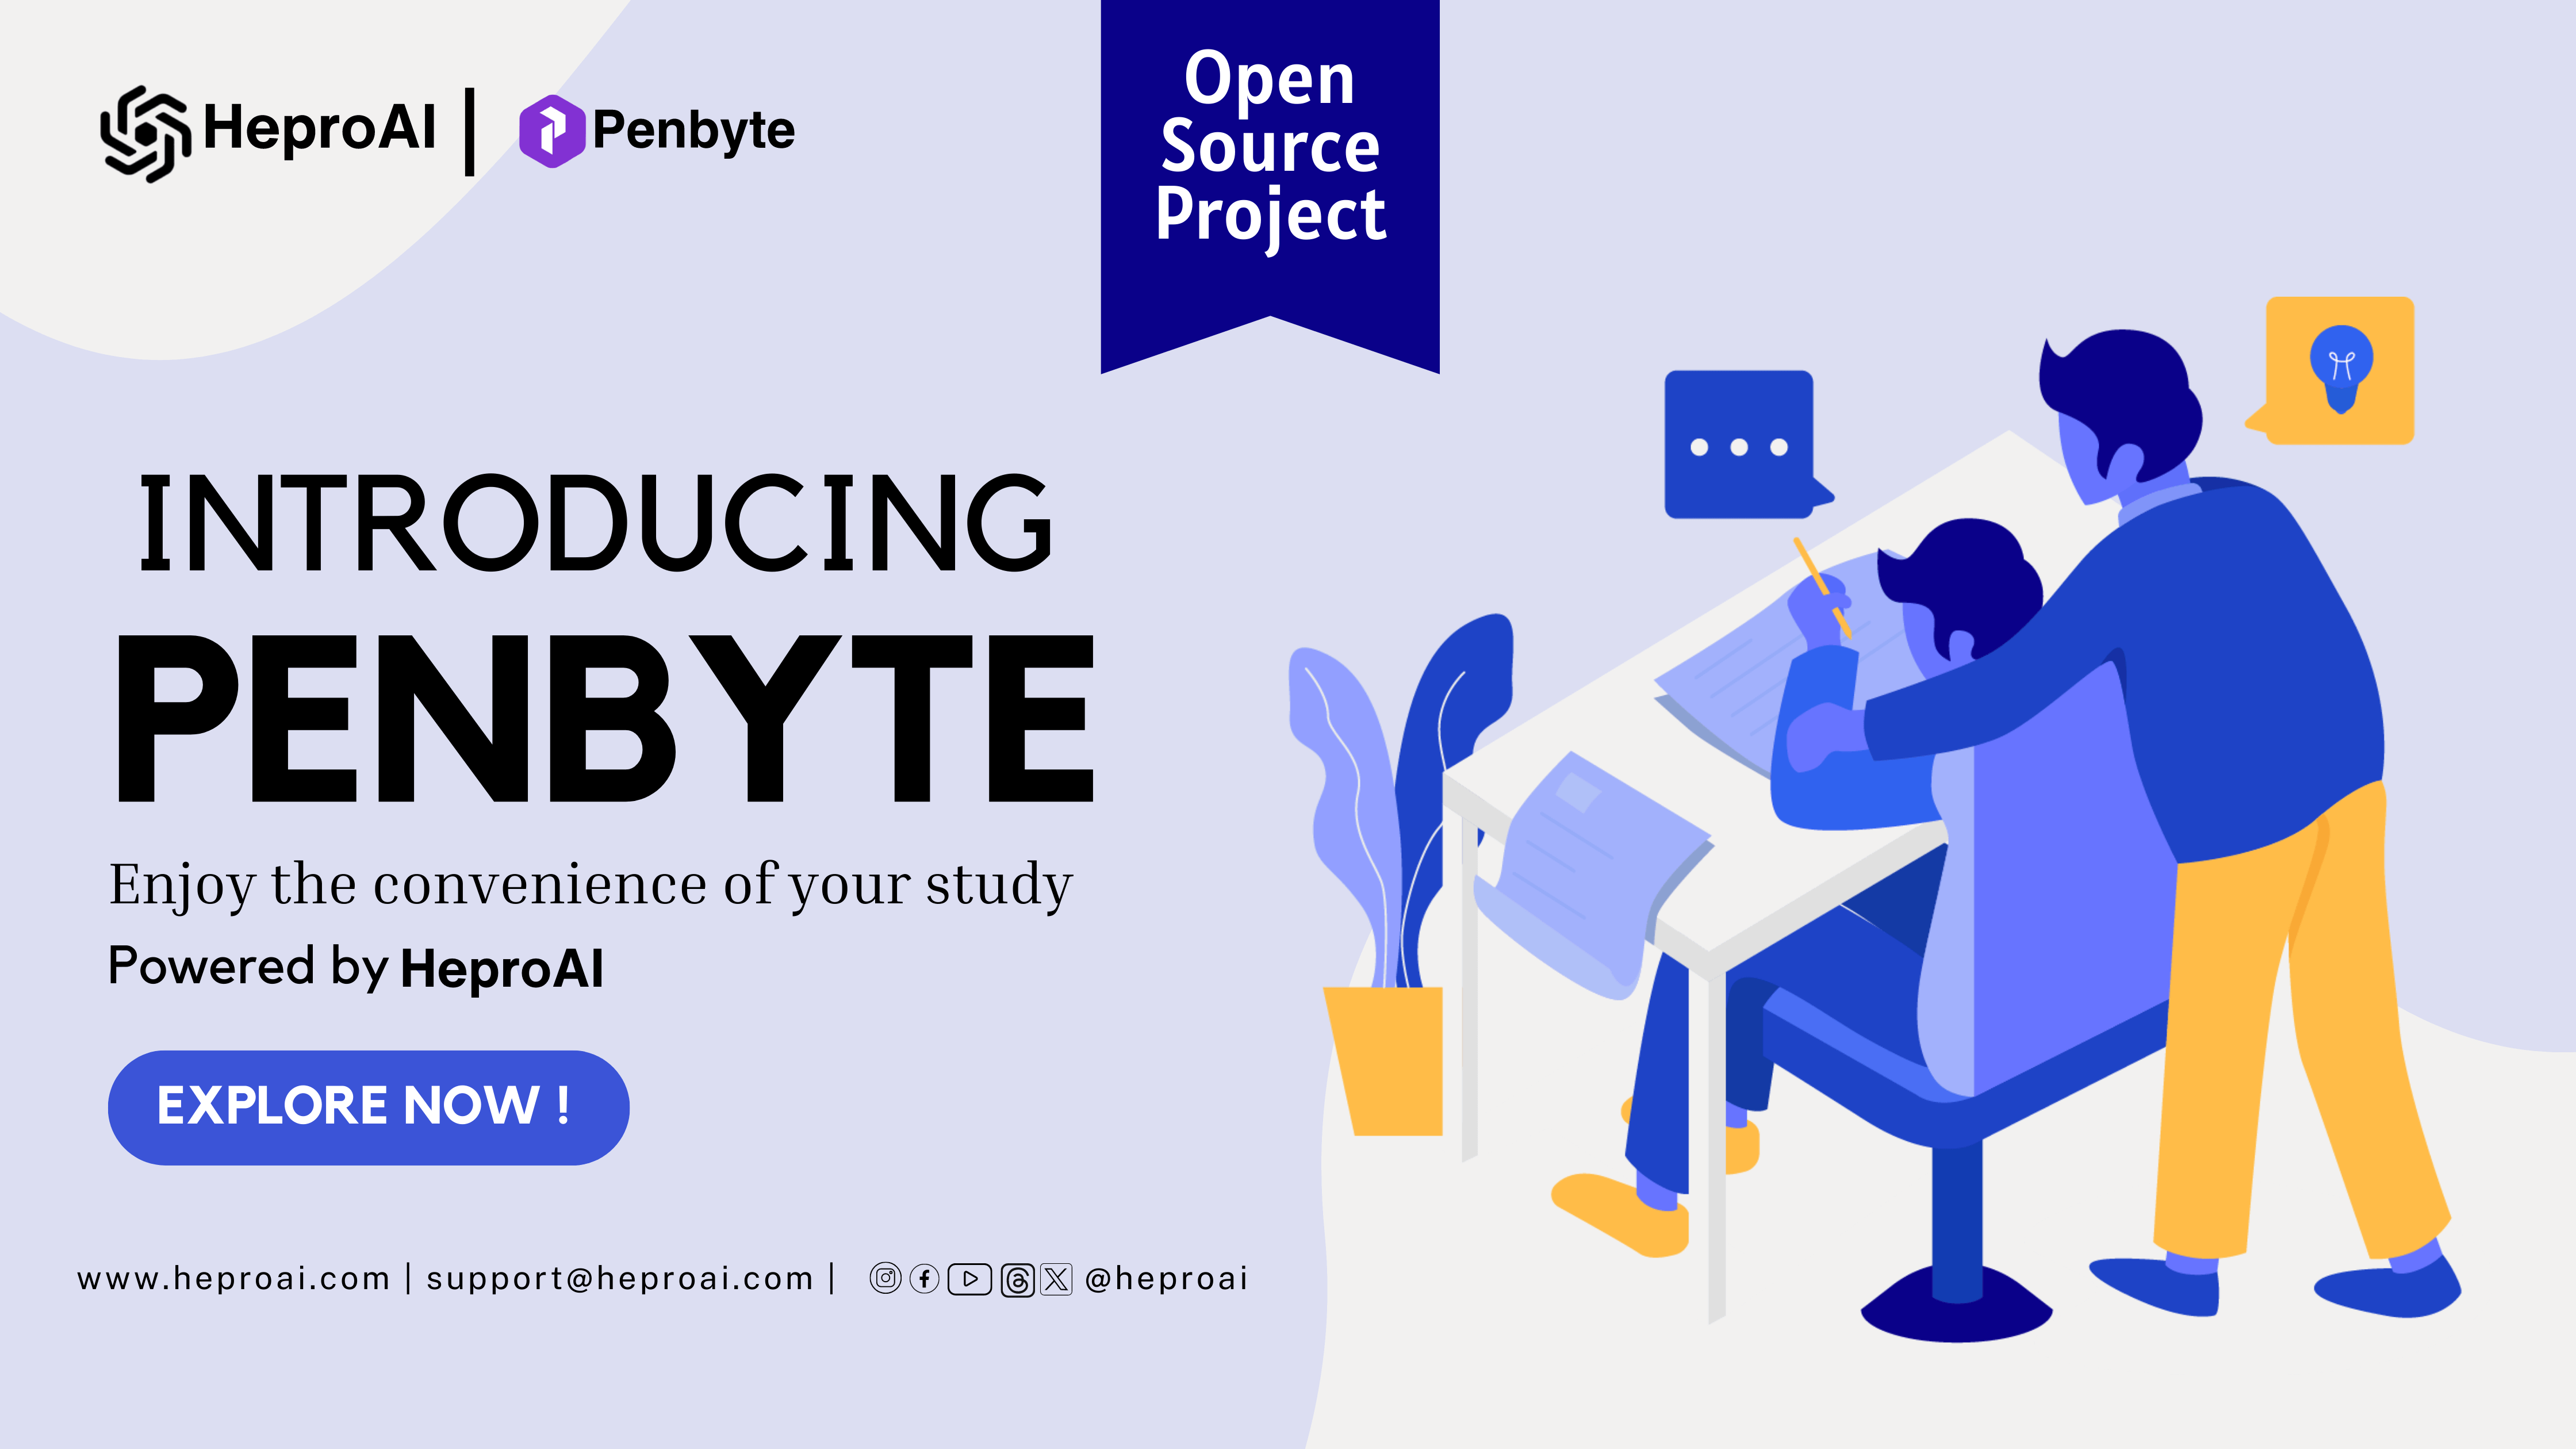 HeproAI | Penbyte
Open
Source
Project
INTRODUCING
PENBYTE
Enjoy the convenience of your study
Powered by HeproAI
EXPLORE NOW !
www.heproai.com | support@heproai.com | @heproai